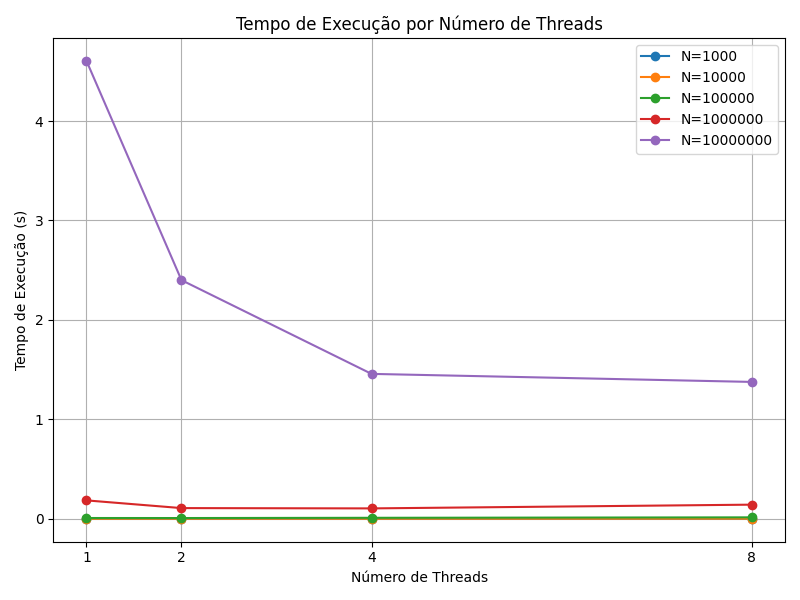 Tempo de Execução por Número de Threads
N=1000
N=10000
N=100000
N=1000000
N=10000000
Tempo de Execução (s)
4
3
2
1
0
1 2 4 8
Número de Threads